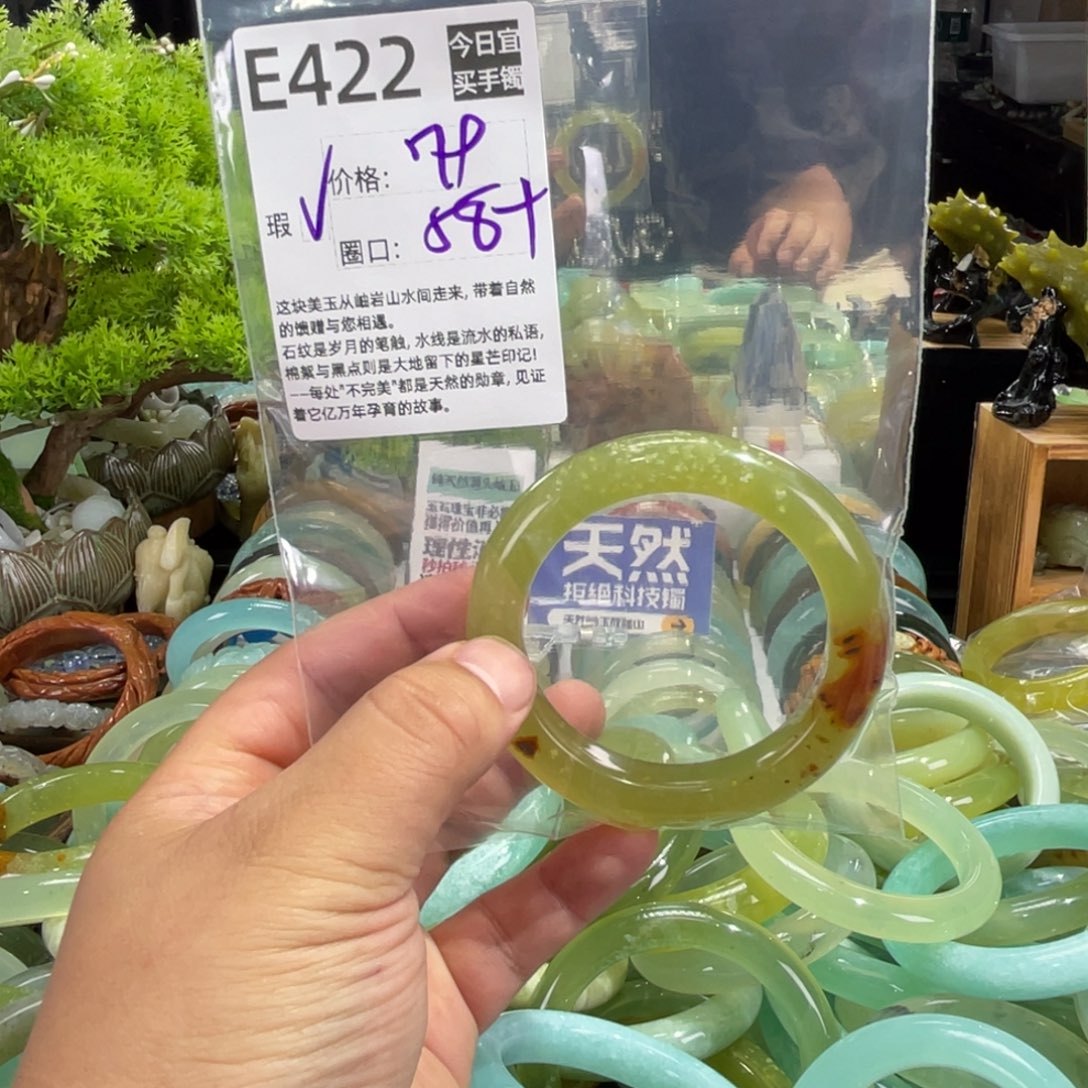 E422
今日宜
买手镯
价格: 79
瑕 ✓
圈口: 58+
这块美玉从岫岩山水间走来, 带着自然
的馈赠与您相遇。
石纹是岁月的笔触, 水线是流水的私语,
棉絮与黑点则是大地留下的星芒印记!
──每处"不完美"都是天然的勋章, 见证
着它亿万年孕育的故事。
天然
拒绝科技镯